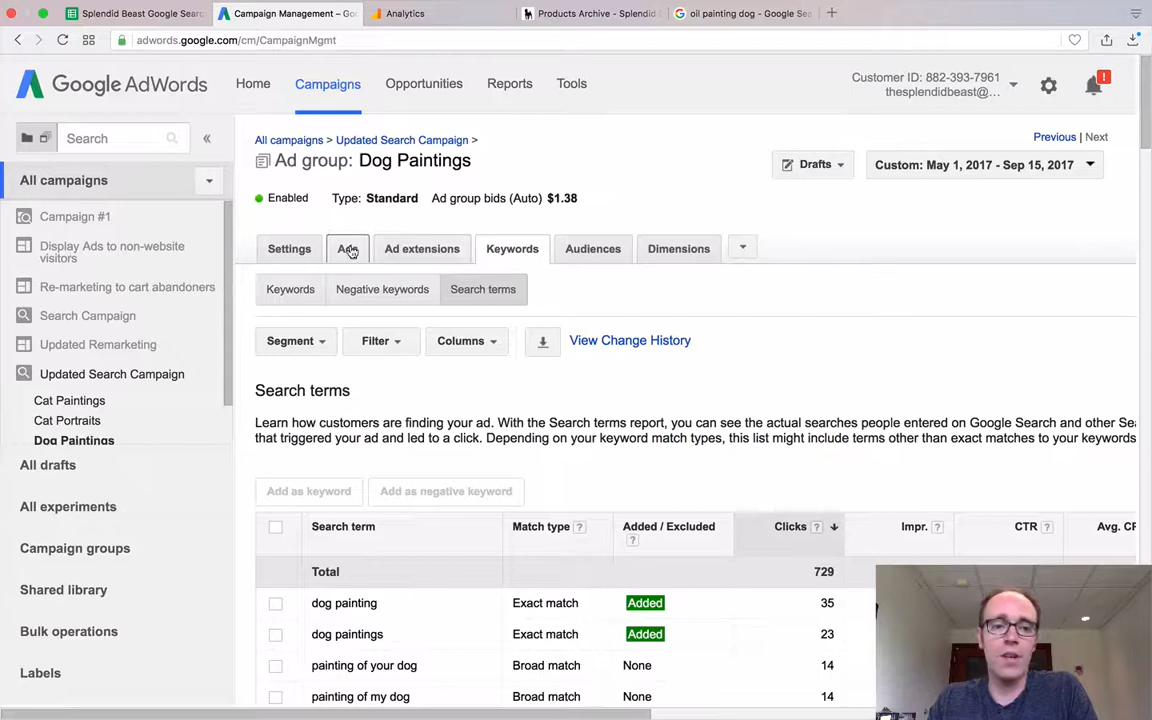 Splendid Beast Google Searc
Campaign Management – Goo
Analytics
Products Archive - Splendid B
oil painting dog - Google Sea
adwords.google.com/cm/CampaignMgmt
Google AdWords
Home
Campaigns
Opportunities
Reports
Tools
Customer ID: 882-393-7961
thesplendidbeast@...
!
Search
«
All campaigns > Updated Search Campaign >
Previous | Next
Ad group: Dog Paintings
Drafts
Custom: May 1, 2017 - Sep 15, 2017
Enabled Type: Standard Ad group bids (Auto) $1.38
All campaigns
Campaign #1
Display Ads to non-website
visitors
Re-marketing to cart abandoners
Search Campaign
Updated Remarketing
Updated Search Campaign
Cat Paintings
Cat Portraits
Dog Paintings
All drafts
All experiments
Campaign groups
Shared library
Bulk operations
Labels
Settings
Ads
Ad extensions
Keywords
Audiences
Dimensions
Keywords
Negative keywords
Search terms
Segment
Filter
Columns
View Change History
Search terms
Learn how customers are finding your ad. With the Search terms report, you can see the actual searches people entered on Google Search and other Sea
that triggered your ad and led to a click. Depending on your keyword match types, this list might include terms other than exact matches to your keywords
Add as keyword
Add as negative keyword
Search term Match type ? Added / Excluded ? Clicks ? Impr. ? CTR ? Avg. CP
Total 729
dog painting Exact match Added 35
dog paintings Exact match Added 23
painting of your dog Broad match None 14
painting of my dog Broad match None 14